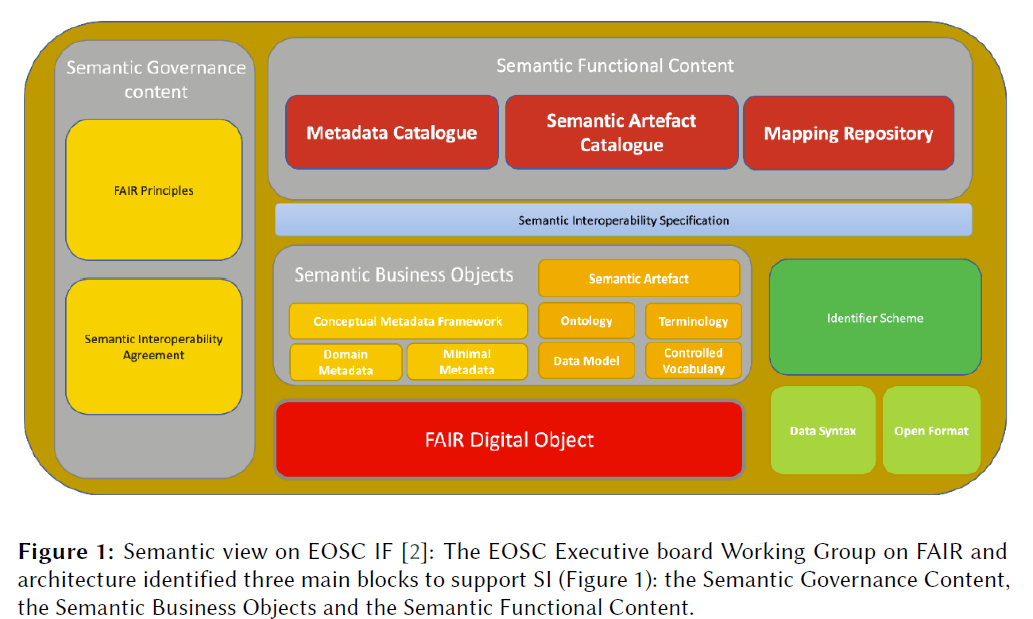 Semantic Governance
content
FAIR Principles
Semantic Interoperability
Agreement
Semantic Functional Content
Metadata Catalogue
Semantic Artefact
Catalogue
Mapping Repository
Semantic Interoperability Specification
Semantic Business Objects
Semantic Artefact
Conceptual Metadata Framework
Ontology
Terminology
Domain
Metadata
Minimal
Metadata
Data Model
Controlled
Vocabulary
Identifier Scheme
FAIR Digital Object
Data Syntax
Open Format
Figure 1: Semantic view on EOSC IF [2]: The EOSC Executive board Working Group on FAIR and
architecture identified three main blocks to support SI (Figure 1): the Semantic Governance Content,
the Semantic Business Objects and the Semantic Functional Content.